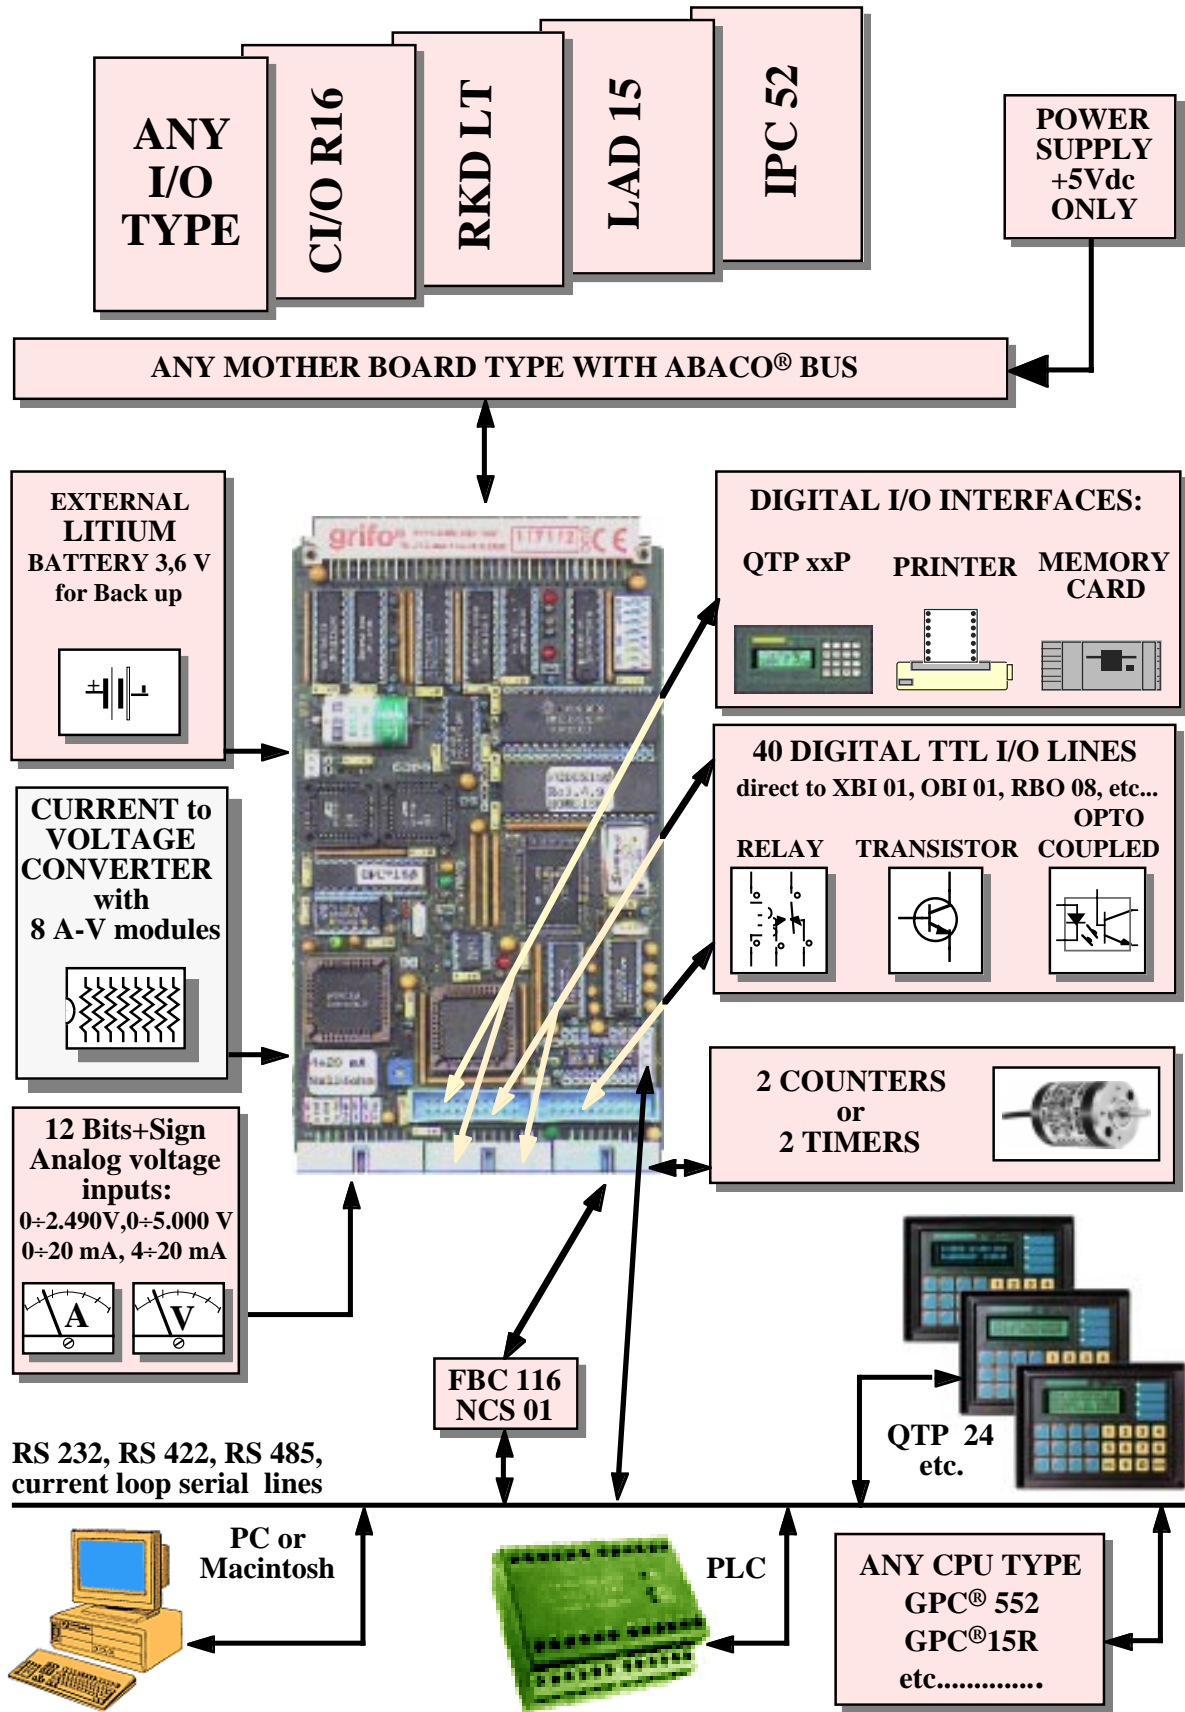 ANY
I/O
TYPE
CI/O R16
RKD LT
LAD 15
IPC 52
POWER
SUPPLY
+5Vdc
ONLY
ANY MOTHER BOARD TYPE WITH ABACO® BUS
EXTERNAL
LITIUM
BATTERY 3,6 V
for Back up
grifo®
CE
DIGITAL I/O INTERFACES:
QTP xxP
PRINTER
MEMORY
CARD
40 DIGITAL TTL I/O LINES
direct to XBI 01, OBI 01, RBO 08, etc...
RELAY
TRANSISTOR
OPTO
COUPLED
CURRENT to
VOLTAGE
CONVERTER
with
8 A-V modules
4÷20 mA
2 COUNTERS
or
2 TIMERS
12 Bits+Sign
Analog voltage
inputs:
0÷2.490V,0÷5.000 V
0÷20 mA, 4÷20 mA
A
V
FBC 116
NCS 01
QTP 24
etc.
RS 232, RS 422, RS 485,
current loop serial lines
PC or
Macintosh
PLC
ANY CPU TYPE
GPC® 552
GPC®15R
etc..............